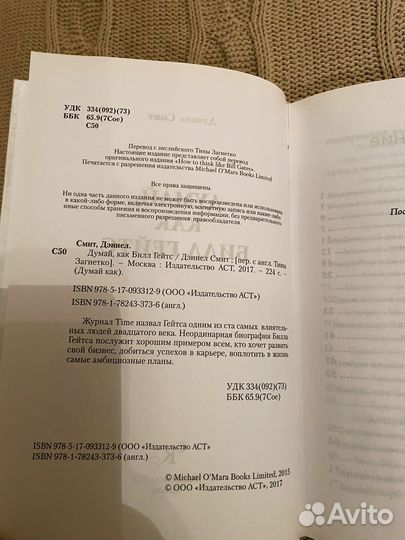 УДК 334(092)(73)
ББК 65.9(7Сое)
С50
Перевод с английского Тины Загнетко
Настоящее издание представляет собой перевод
оригинального издания «How to think like Bill Gates»
Печатается с разрешения издательства Michael O'Mara Books Limited
Все права защищены.
Ни одна часть данного издания не может быть воспроизведена или использована
в какой-либо форме, включая электронную, фотокопирование, магнитную запись или какие-либо
иные способы хранения и воспроизведения информации, без предварительного
письменного разрешения правообладателя.
Смит, Дэниел.
С50 Думай, как Билл Гейтс / Дэниел Смит : [пер. с англ. Тины
Загнетко]. – Москва : Издательство АСТ, 2017. – 224 с. –
(Думай как).
ISBN 978-5-17-093312-9 (ООО «Издательство АСТ»)
ISBN 978-1-78243-373-6 (англ.)
Журнал Time назвал Гейтса одним из ста самых влиятель-
ных людей двадцатого века. Неординарная биография Билла
Гейтса послужит хорошим примером всем, кто хочет развить
свой бизнес, добиться успехов в карьере, воплотить в жизнь
самые амбициозные планы.
УДК 334(092)(73)
ББК 65.9(7Сое)
ISBN 978-5-17-093312-9 (ООО «Издательство АСТ»)
ISBN 978-1-78243-373-6 (англ.)
© Michael O'Mara Books Limited, 2015
© ООО «Издательство АСТ», 2017
Avito